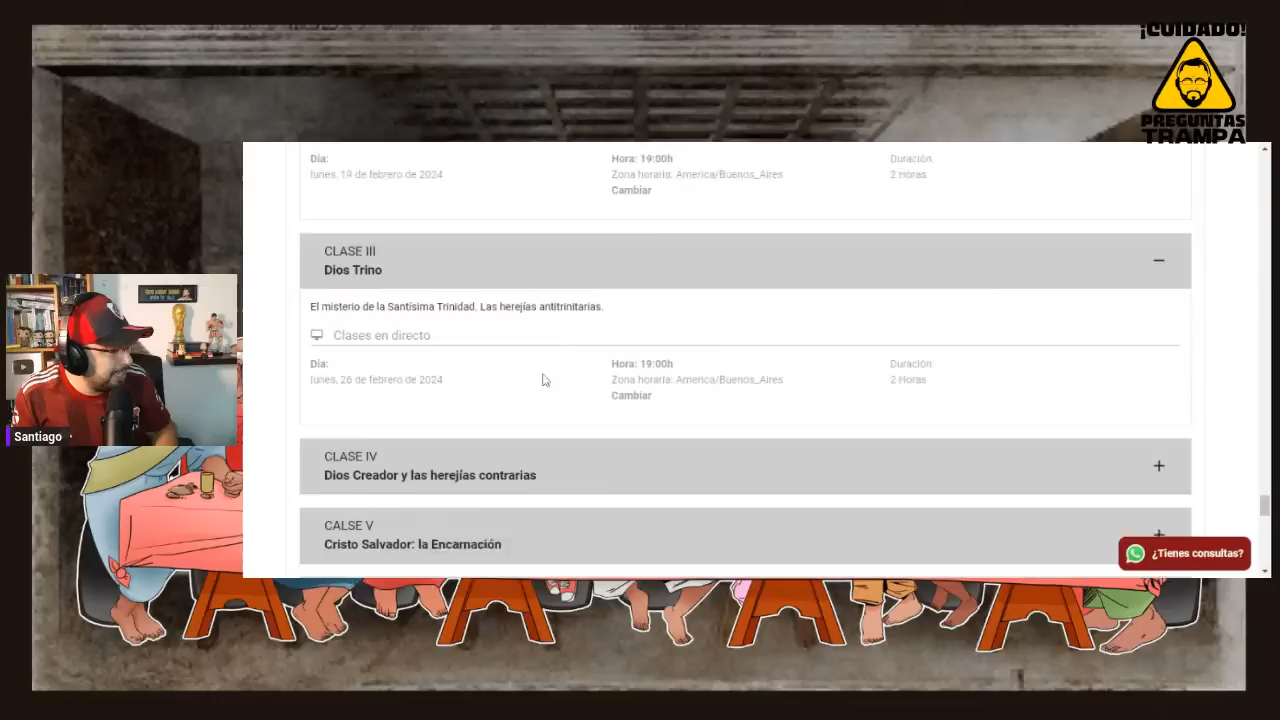 ¡CUIDADO!
PREGUNTAS
TRAMPA
Día:
lunes, 19 de febrero de 2024
Hora: 19:00h
Zona horaria: America/Buenos_Aires
Cambiar
Duración:
2 Horas
CLASE III
Dios Trino
El misterio de la Santísima Trinidad. Las herejías antitrinitarias.
Clases en directo
Día:
lunes, 26 de febrero de 2024
Hora: 19:00h
Zona horaria: America/Buenos_Aires
Cambiar
Duración:
2 Horas
CLASE IV
Dios Creador y las herejías contrarias
CALSE V
Cristo Salvador: la Encarnación
¿Tienes consultas?
Santiago